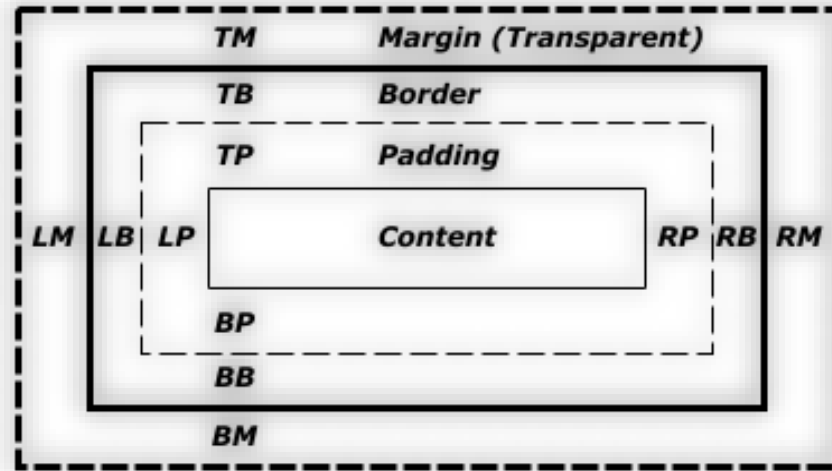 TM Margin (Transparent)
TB Border
TP Padding
LM LB LP Content RP RB RM
BP
BB
BM